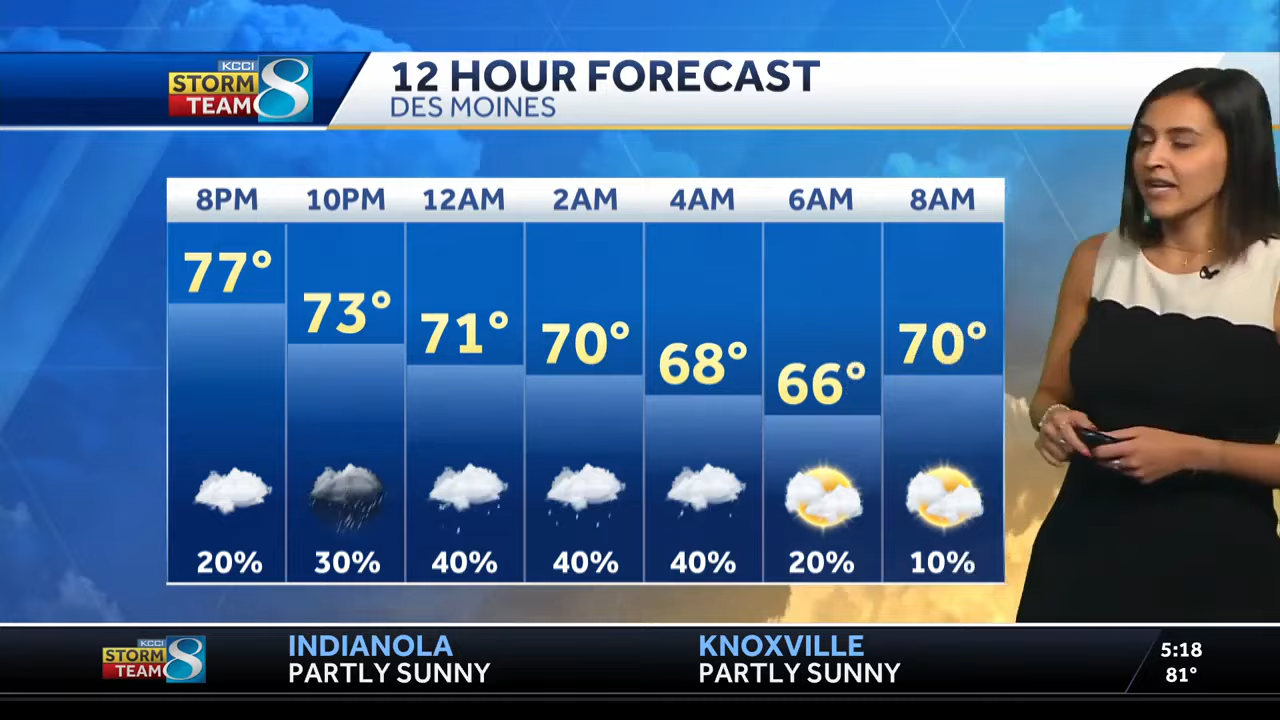 KCCI
STORM
TEAM 8
12 HOUR FORECAST
DES MOINES
8PM 10PM 12AM 2AM 4AM 6AM 8AM
77° 73° 71° 70° 68° 66° 70°
20% 30% 40% 40% 40% 20% 10%
KCCI
STORM
TEAM 8
INDIANOLA
PARTLY SUNNY
KNOXVILLE
PARTLY SUNNY
5:18
81°